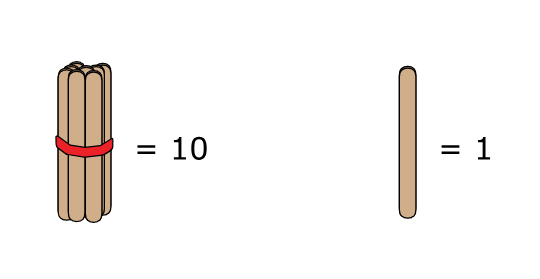 = 10
= 1